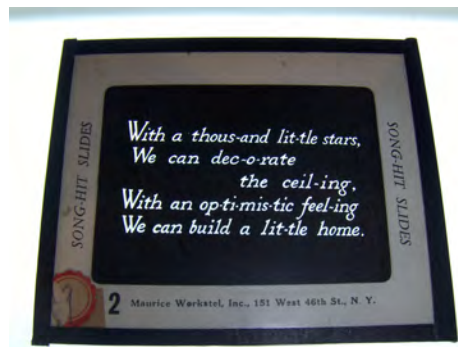 SONG-HIT SLIDES
With a thous-and lit-tle stars,
We can dec-o-rate
the ceil-ing,
With an op-ti-mis-tic feel-ing
We can build a lit-tle home.
SONG-HIT SLIDES
2 Maurice Workstel, Inc., 151 West 46th St., N. Y.